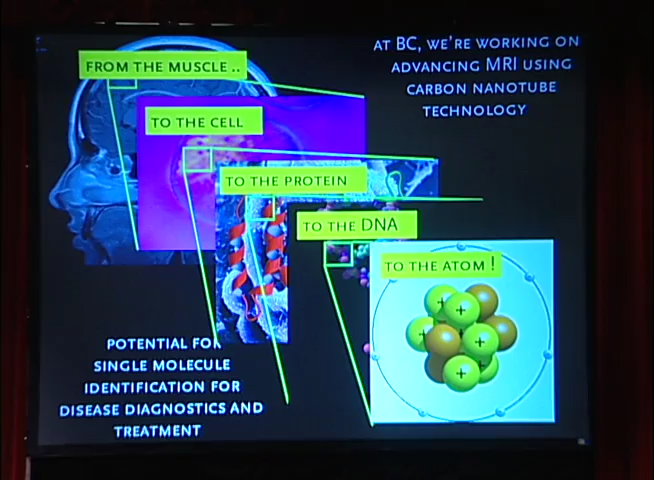 AT BC, WE'RE WORKING ON
ADVANCING MRI USING
CARBON NANOTUBE
TECHNOLOGY
FROM THE MUSCLE ..
TO THE CELL
TO THE PROTEIN
TO THE DNA
TO THE ATOM !
+
+
+
+
+
POTENTIAL FOR
SINGLE MOLECULE
IDENTIFICATION FOR
DISEASE DIAGNOSTICS AND
TREATMENT